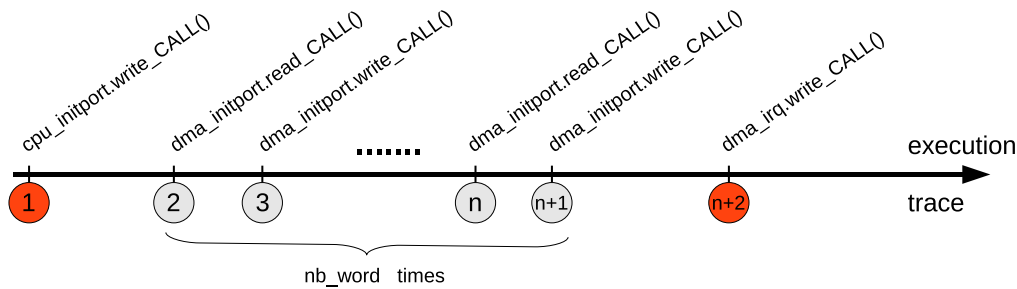 cpu_initport.write_CALL()
dma_initport.read_CALL()
dma_initport.write_CALL()
dma_initport.read_CALL()
dma_initport.write_CALL()
dma_irq.write_CALL()
execution
1
2
3
n
n+1
n+2
trace
nb_word times